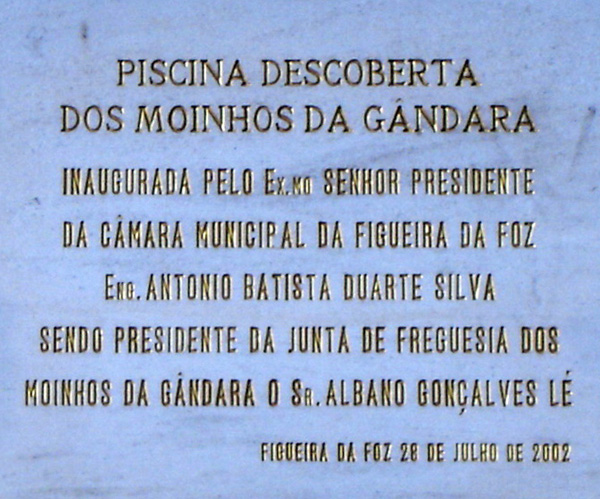 PISCINA DESCOBERTA
DOS MOINHOS DA GÂNDARA
INAUGURADA PELO Ex.mo SENHOR PRESIDENTE
DA CÂMARA MUNICIPAL DA FIGUEIRA DA FOZ
Eng. ANTONIO BATISTA DUARTE SILVA
SENDO PRESIDENTE DA JUNTA DE FREGUESIA DOS
MOINHOS DA GÂNDARA O Sr. ALBANO GONÇALVES LÉ
FIGUEIRA DA FOZ 28 DE JULHO DE 2002